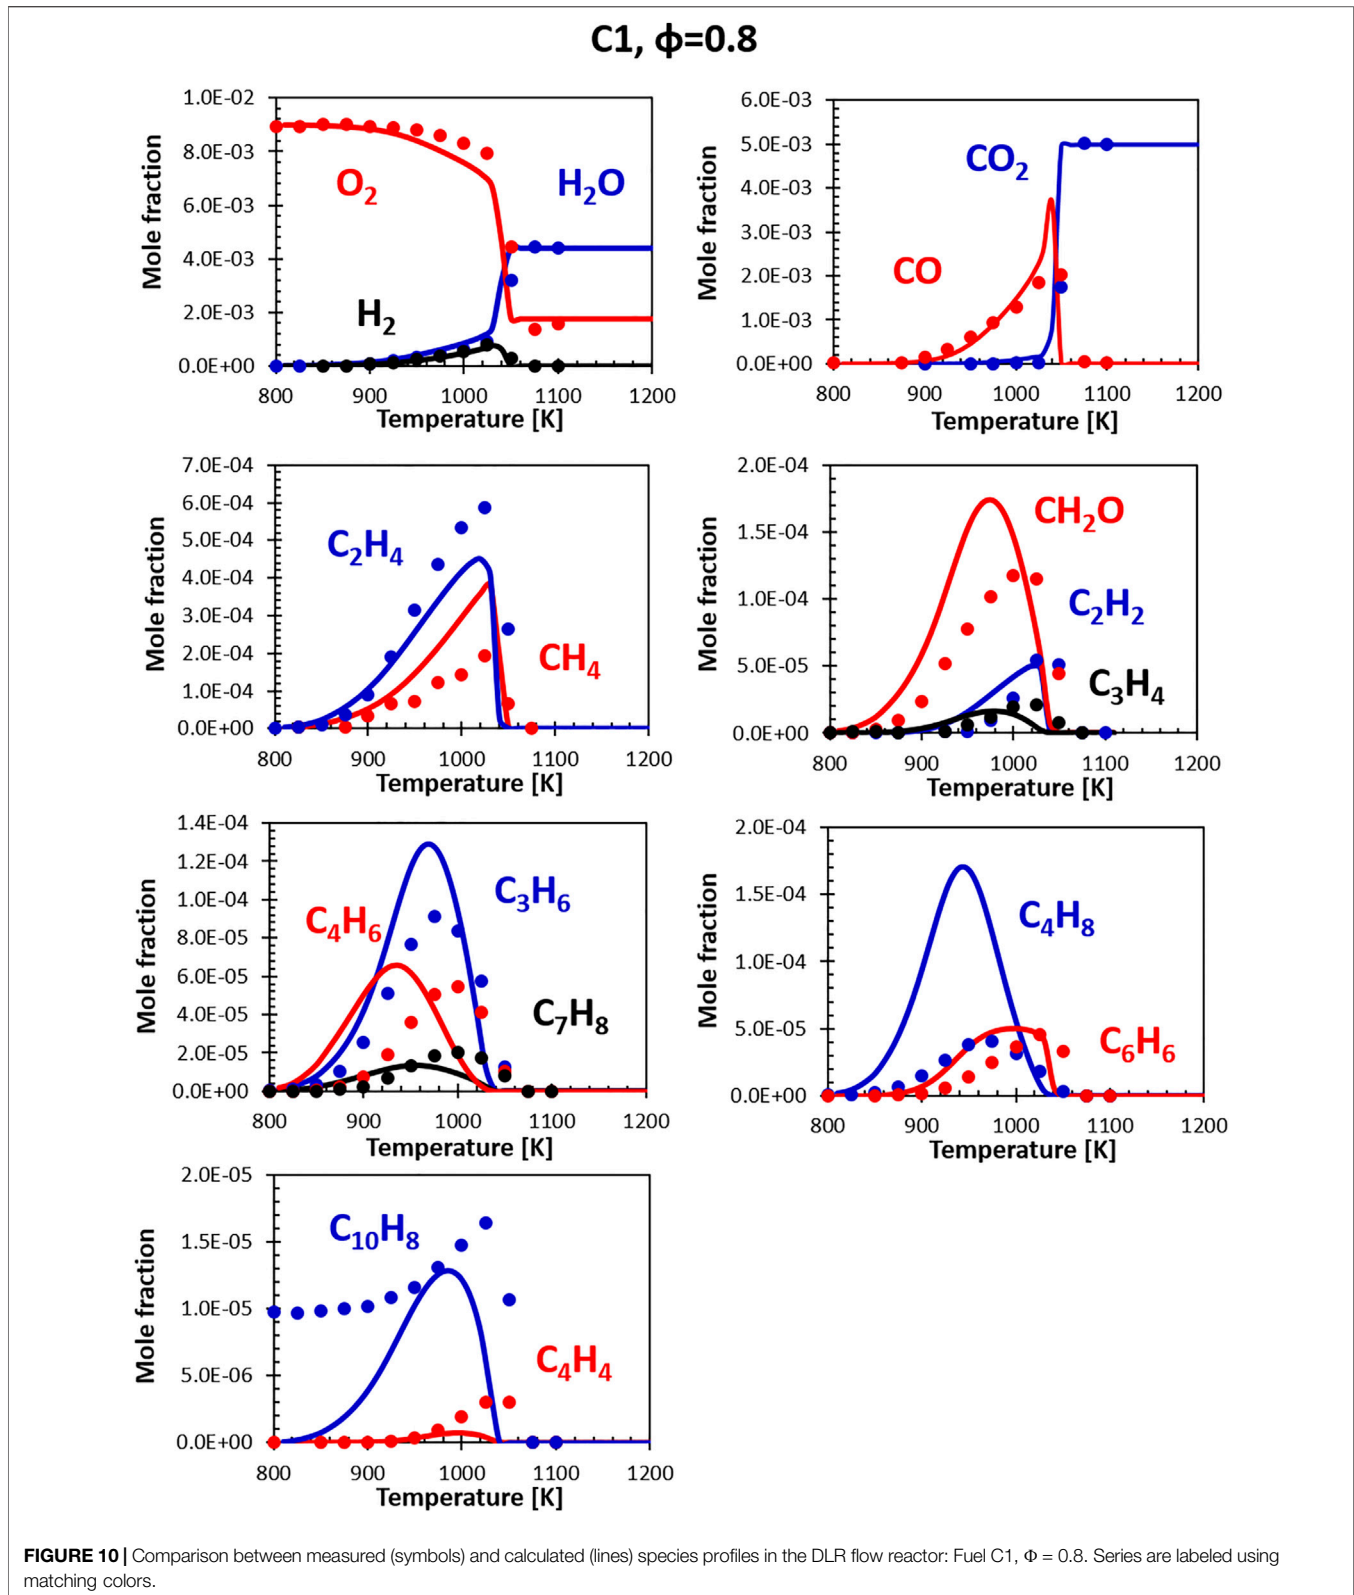 C1, ϕ=0.8
1.0E-02
8.0E-03
6.0E-03
4.0E-03
2.0E-03
0.0E+00
Mole fraction
O₂
H₂O
H₂
800 900 1000 1100 1200
Temperature [K]
6.0E-03
5.0E-03
4.0E-03
3.0E-03
2.0E-03
1.0E-03
0.0E+00
Mole fraction
CO₂
CO
800 900 1000 1100 1200
Temperature [K]
7.0E-04
6.0E-04
5.0E-04
4.0E-04
3.0E-04
2.0E-04
1.0E-04
0.0E+00
Mole fraction
C₂H₄
CH₄
800 900 1000 1100 1200
Temperature [K]
2.0E-04
1.5E-04
1.0E-04
5.0E-05
0.0E+00
Mole fraction
CH₂O
C₂H₂
C₃H₄
800 900 1000 1100 1200
Temperature [K]
1.4E-04
1.2E-04
1.0E-04
8.0E-05
6.0E-05
4.0E-05
2.0E-05
0.0E+00
Mole fraction
C₃H₆
C₄H₆
C₇H₈
800 900 1000 1100 1200
Temperature [K]
2.0E-04
1.5E-04
1.0E-04
5.0E-05
0.0E+00
Mole fraction
C₄H₈
C₆H₆
800 900 1000 1100 1200
Temperature [K]
2.0E-05
1.5E-05
1.0E-05
5.0E-06
0.0E+00
Mole fraction
C₁₀H₈
C₄H₄
800 900 1000 1100 1200
Temperature [K]
FIGURE 10 | Comparison between measured (symbols) and calculated (lines) species profiles in the DLR flow reactor: Fuel C1, Φ = 0.8. Series are labeled using
matching colors.